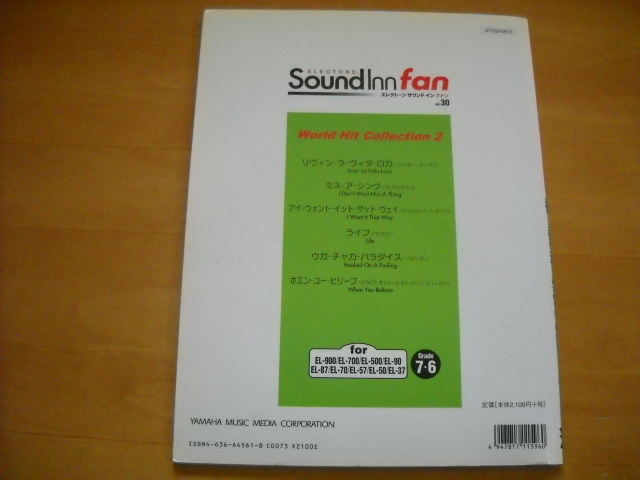 ELECTONE
SoundInn fan
エレクトーン サウンド イン ファン
30
World Hit Collection 2
リヴィン・ラ・ヴィダ・ロカ/
Livin' La Vida Loca
ミス・ア・シング/
I Don't Want Miss A Thing
アイ・ウォント・イット・ザット・ウェイ/
I Want It That Way
ライフ/
Life
ウガ・チャカ・パラダイス/
Hooked On A Feeling
ホエン・ユー・ビリーブ/
When You Believe
for
EL-900/EL-700/EL-500/EL-90
EL-87/EL-70/EL-57/EL-50/EL-37
Grade
7・6
定価[本体2,100円+税]
YAMAHA MUSIC MEDIA CORPORATION
ISBN4-636-64561-8 C0073 ¥2100E
4 947817 115960